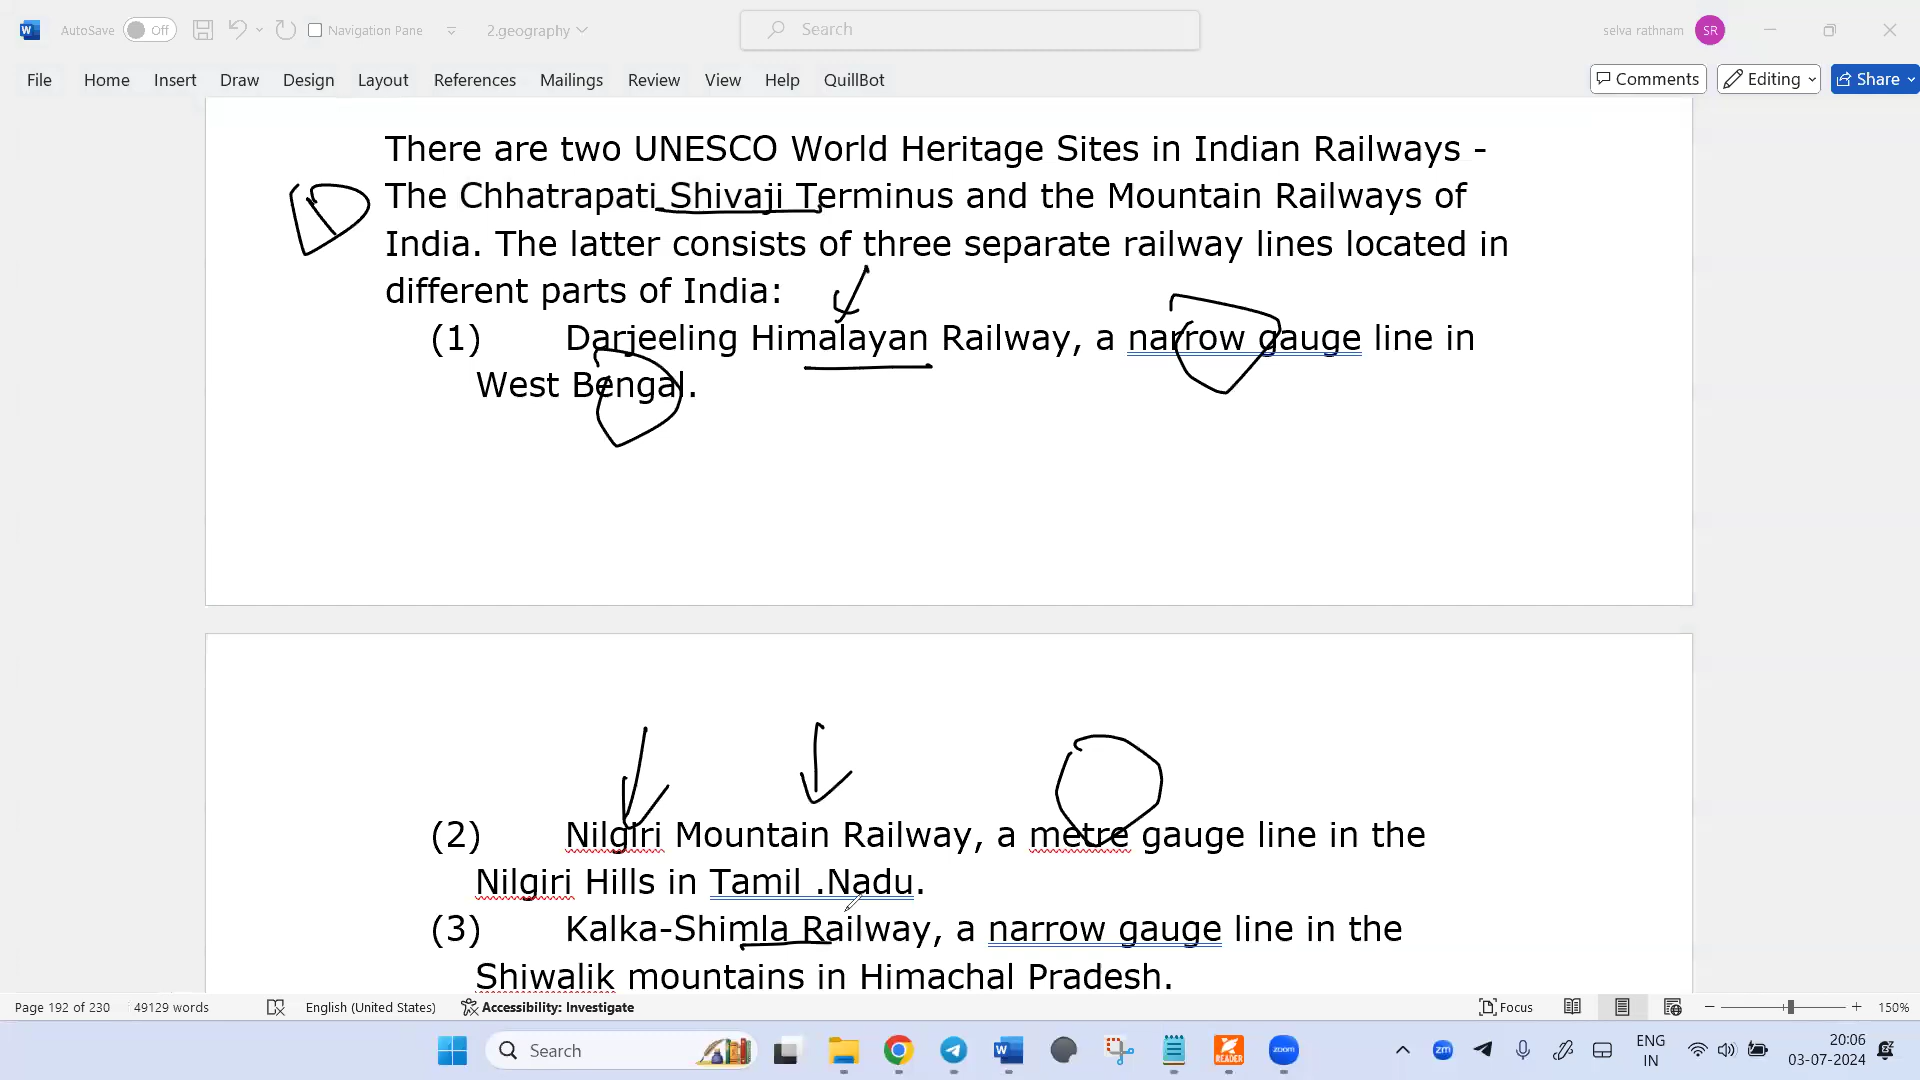 AutoSave Off Navigation Pane 2.geography Search selva rathnam SR
File Home Insert Draw Design Layout References Mailings Review View Help QuillBot Comments Editing Share
There are two UNESCO World Heritage Sites in Indian Railways -
The Chhatrapati Shivaji Terminus and the Mountain Railways of
India. The latter consists of three separate railway lines located in
different parts of India:
(1) Darjeeling Himalayan Railway, a narrow gauge line in
West Bengal.
(2) Nilgiri Mountain Railway, a metre gauge line in the
Nilgiri Hills in Tamil .Nadu.
(3) Kalka-Shimla Railway, a narrow gauge line in the
Shiwalik mountains in Himachal Pradesh.
Page 192 of 230 49129 words English (United States) Accessibility: Investigate Focus 150%
Search READER zoom zm ENG IN 20:06 03-07-2024